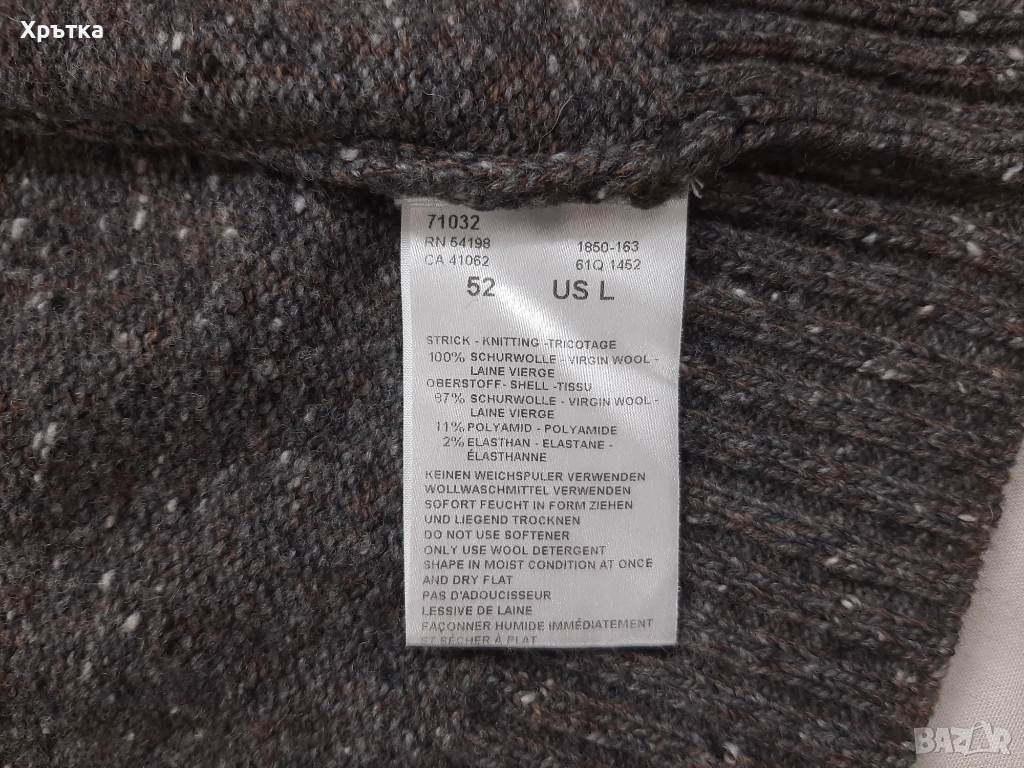 Хрътка
71032
RN 54198 1850-163
CA 41062 61Q 1452
52 US L
STRICK - KNITTING -TRICOTAGE
100% SCHURWOLLE - VIRGIN WOOL -
LAINE VIERGE
OBERSTOFF- SHELL -TISSU
87% SCHURWOLLE - VIRGIN WOOL -
LAINE VIERGE
11% POLYAMID - POLYAMIDE
2% ELASTHAN - ELASTANE -
ÉLASTHANNE
KEINEN WEICHSPULER VERWENDEN
WOLLWASCHMITTEL VERWENDEN
SOFORT FEUCHT IN FORM ZIEHEN
UND LIEGEND TROCKNEN
DO NOT USE SOFTENER
ONLY USE WOOL DETERGENT
SHAPE IN MOIST CONDITION AT ONCE
AND DRY FLAT
PAS D'ADOUCISSEUR
LESSIVE DE LAINE
FAÇONNER HUMIDE IMMÉDIATEMENT
ET SÉCHER À PLAT
BAZAR